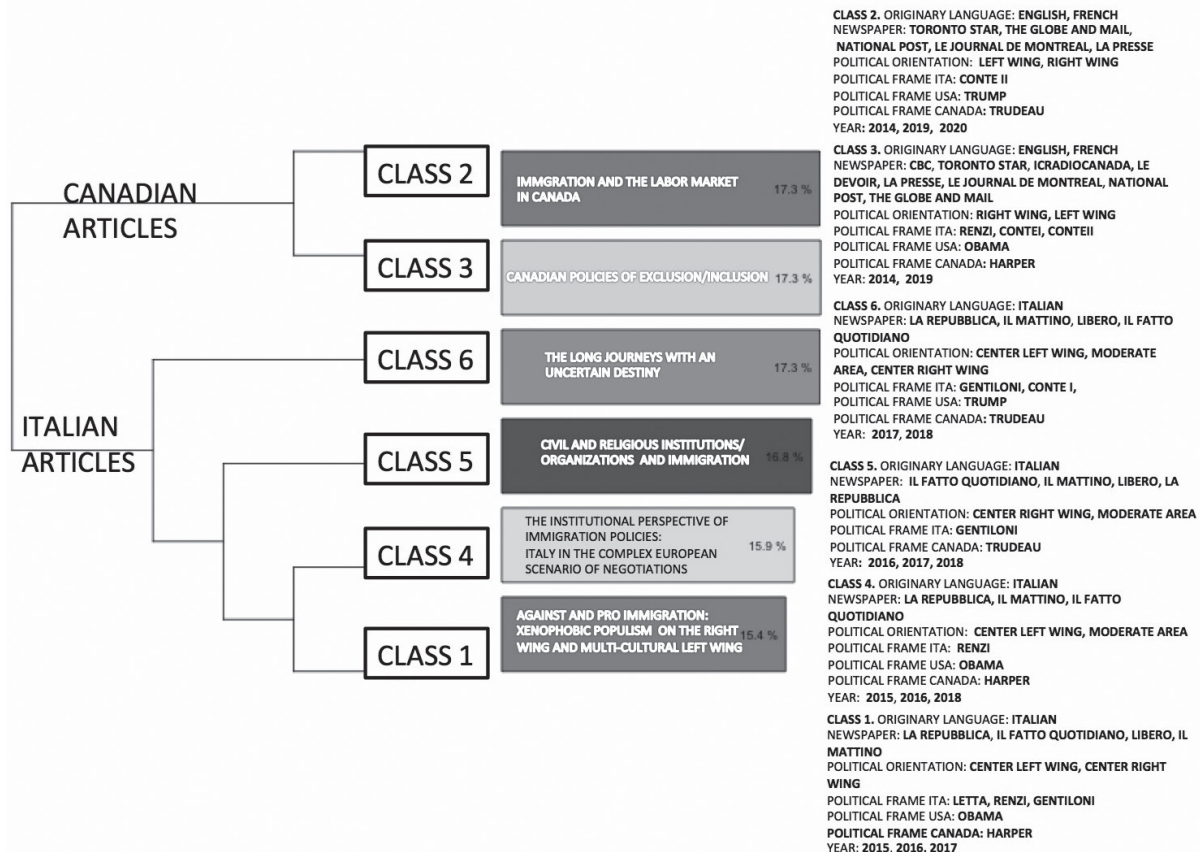 CANADIAN
ARTICLES
ITALIAN
ARTICLES
CLASS 2
IMMGRATION AND THE LABOR MARKET
IN CANADA
17.3 %
CLASS 3
CANADIAN POLICIES OF EXCLUSION/INCLUSION
17.3 %
CLASS 6
THE LONG JOURNEYS WITH AN
UNCERTAIN DESTINY
17.3 %
CLASS 5
CIVIL AND RELIGIOUS INSTITUTIONS/
ORGANIZATIONS AND IMMIGRATION
16.8 %
CLASS 4
THE INSTITUTIONAL PERSPECTIVE OF
IMMIGRATION POLICIES:
ITALY IN THE COMPLEX EUROPEAN
SCENARIO OF NEGOTIATIONS
15.9 %
CLASS 1
AGAINST AND PRO IMMIGRATION:
XENOPHOBIC POPULISM ON THE RIGHT
WING AND MULTI-CULTURAL LEFT WING
15.4 %
CLASS 2. ORIGINARY LANGUAGE: ENGLISH, FRENCH
NEWSPAPER: TORONTO STAR, THE GLOBE AND MAIL,
NATIONAL POST, LE JOURNAL DE MONTREAL, LA PRESSE
POLITICAL ORIENTATION: LEFT WING, RIGHT WING
POLITICAL FRAME ITA: CONTE II
POLITICAL FRAME USA: TRUMP
POLITICAL FRAME CANADA: TRUDEAU
YEAR: 2014, 2019, 2020
CLASS 3. ORIGINARY LANGUAGE: ENGLISH, FRENCH
NEWSPAPER: CBC, TORONTO STAR, ICRADIOCANADA, LE
DEVOIR, LA PRESSE, LE JOURNAL DE MONTREAL, NATIONAL
POST, THE GLOBE AND MAIL
POLITICAL ORIENTATION: RIGHT WING, LEFT WING
POLITICAL FRAME ITA: RENZI, CONTEI, CONTEII
POLITICAL FRAME USA: OBAMA
POLITICAL FRAME CANADA: HARPER
YEAR: 2014, 2019
CLASS 6. ORIGINARY LANGUAGE: ITALIAN
NEWSPAPER: LA REPUBBLICA, IL MATTINO, LIBERO, IL FATTO
QUOTIDIANO
POLITICAL ORIENTATION: CENTER LEFT WING, MODERATE
AREA, CENTER RIGHT WING
POLITICAL FRAME ITA: GENTILONI, CONTE I,
POLITICAL FRAME USA: TRUMP
POLITICAL FRAME CANADA: TRUDEAU
YEAR: 2017, 2018
CLASS 5. ORIGINARY LANGUAGE: ITALIAN
NEWSPAPER: IL FATTO QUOTIDIANO, IL MATTINO, LIBERO, LA
REPUBBLICA
POLITICAL ORIENTATION: CENTER RIGHT WING, MODERATE AREA
POLITICAL FRAME ITA: GENTILONI
POLITICAL FRAME CANADA: TRUDEAU
YEAR: 2016, 2017, 2018
CLASS 4. ORIGINARY LANGUAGE: ITALIAN
NEWSPAPER: LA REPUBBLICA, IL MATTINO, IL FATTO
QUOTIDIANO
POLITICAL ORIENTATION: CENTER LEFT WING, MODERATE AREA
POLITICAL FRAME ITA: RENZI
POLITICAL FRAME USA: OBAMA
POLITICAL FRAME CANADA: HARPER
YEAR: 2015, 2016, 2018
CLASS 1. ORIGINARY LANGUAGE: ITALIAN
NEWSPAPER: LA REPUBBLICA, IL FATTO QUOTIDIANO, LIBERO, IL
MATTINO
POLITICAL ORIENTATION: CENTER LEFT WING, CENTER RIGHT
WING
POLITICAL FRAME ITA: LETTA, RENZI, GENTILONI
POLITICAL FRAME USA: OBAMA
POLITICAL FRAME CANADA: HARPER
YEAR: 2015, 2016, 2017